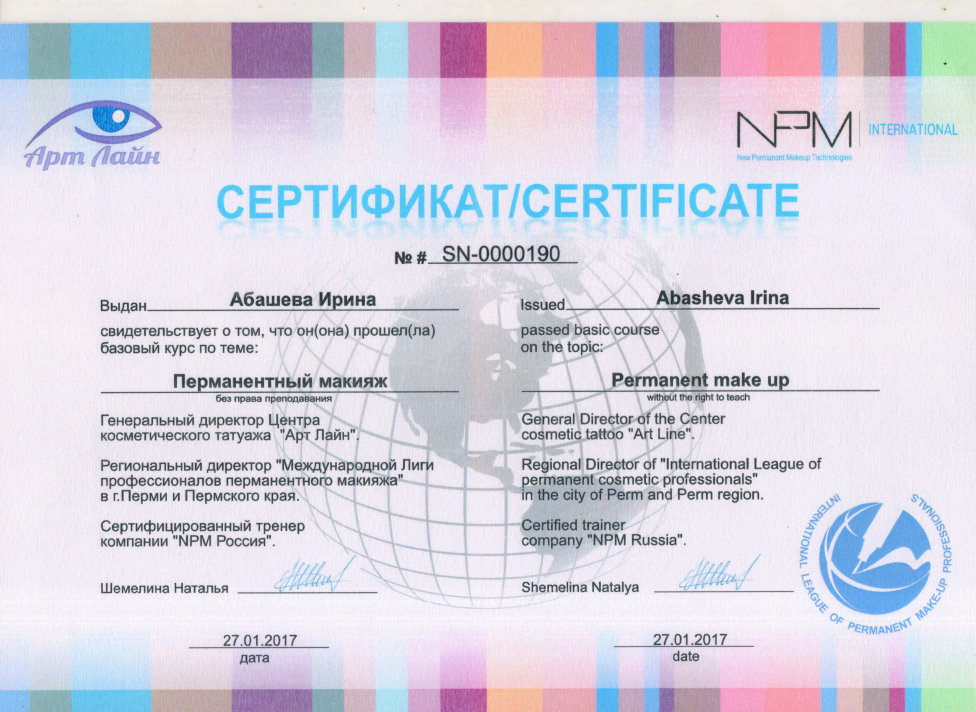 Арт Лайн
NPM INTERNATIONAL
New Permanent Makeup Technologies
СЕРТИФИКАТ/CERTIFICATE
№ # SN-0000190
Выдан Абашева Ирина
свидетельствует о том, что он(она) прошел(ла)
базовый курс по теме:
Перманентный макияж
без права преподавания
Генеральный директор Центра
косметического татуажа "Арт Лайн".
Региональный директор "Международной Лиги
профессионалов перманентного макияжа"
в г.Перми и Пермского края.
Сертифицированный тренер
компании "NPM Россия".
Шемелина Наталья
27.01.2017
дата
Issued Abasheva Irina
passed basic course
on the topic:
Permanent make up
without the right to teach
General Director of the Center
cosmetic tattoo "Art Line".
Regional Director of "International League of
permanent cosmetic professionals"
in the city of Perm and Perm region.
Certified trainer
company "NPM Russia".
Shemelina Natalya
27.01.2017
date
INTERNATIONAL LEAGUE OF PERMANENT MAKE-UP PROFESSIONALS